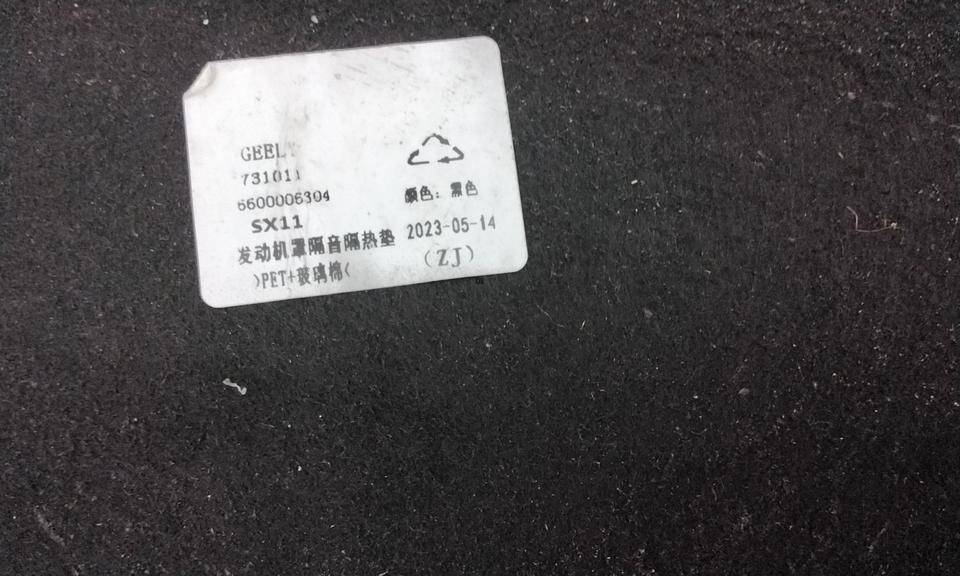 GEEL
731011
6600006304
SX11
发动机罩隔音隔热垫
)PET+玻璃棉(
颜色：黑色
2023-05-14
(ZJ)